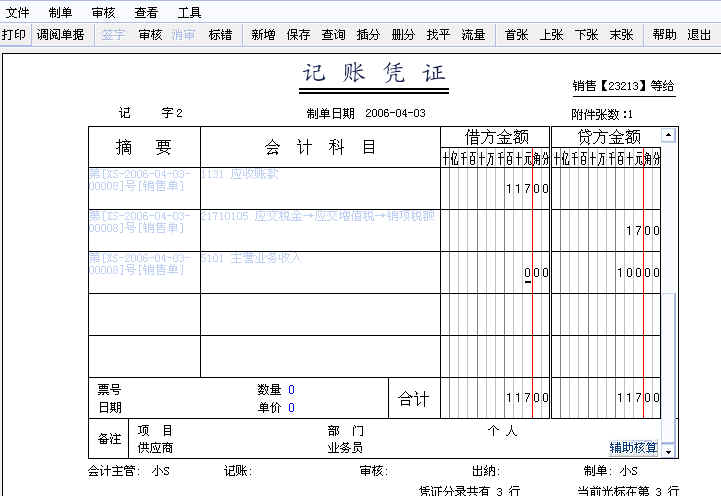 文件 制单 审核 查看 工具
打印 调阅单据 签字 审核 消审 标错 新增 保存 查询 插分 删分 找平 流量 首张 上张 下张 末张 帮助 退出
记 账 凭 证
销售【23213】等给
记 字2 制单日期 2006-04-03 附件张数:1
摘 要 会 计 科 目 借方金额 贷方金额
十亿千百十万千百十元角分 十亿千百十万千百十元角分
第[XS-2006-04-03-00008]号[销售单] 1131 应收账款 11700
第[XS-2006-04-03-00008]号[销售单] 21710105 应交税金→应交增值税→销项税额 1700
第[XS-2006-04-03-00008]号[销售单] 5101 主营业务收入 000 10000
票号 数量 0 合计 11700 11700
日期 单价 0
备注 项 目 部 门 个 人
供应商 业务员 辅助核算
会计主管: 小S 记账: 审核: 出纳: 制单: 小S
凭证分录共有 3 行 当前光标在第 3 行